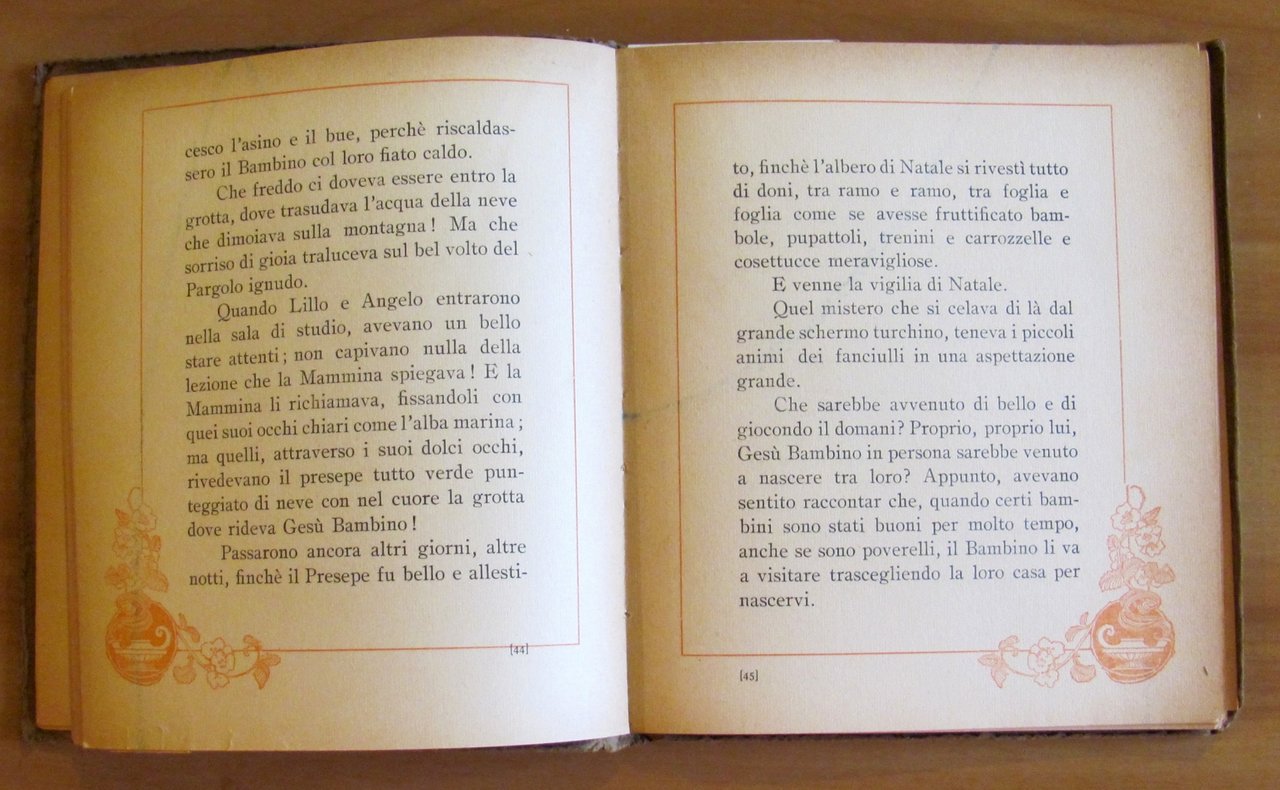 cesco l'asino e il bue, perchè riscaldas-
sero il Bambino col loro fiato caldo.
Che freddo ci doveva essere entro la
grotta, dove trasudava l'acqua della neve
che dimoiava sulla montagna! Ma che
sorriso di gioia traluceva sul bel volto del
Pargolo ignudo.
Quando Lillo e Angelo entrarono
nella sala di studio, avevano un bello
stare attenti; non capivano nulla della
lezione che la Mammina spiegava! E la
Mammina li richiamava, fissandoli con
quei suoi occhi chiari come l'alba marina;
ma quelli, attraverso i suoi dolci occhi,
rivedevano il presepe tutto verde pun-
teggiato di neve con nel cuore la grotta
dove rideva Gesù Bambino!
Passarono ancora altri giorni, altre
notti, finchè il Presepe fu bello e allesti-
[44]
to, finchè l'albero di Natale si rivestì tutto
di doni, tra ramo e ramo, tra foglia e
foglia come se avesse fruttificato bam-
bole, pupattoli, trenini e carrozzelle e
cosettucce meravigliose.
E venne la vigilia di Natale.
Quel mistero che si celava di là dal
grande schermo turchino, teneva i piccoli
animi dei fanciulli in una aspettazione
grande.
Che sarebbe avvenuto di bello e di
giocondo il domani? Proprio, proprio lui,
Gesù Bambino in persona sarebbe venuto
a nascere tra loro? Appunto, avevano
sentito raccontar che, quando certi bam-
bini sono stati buoni per molto tempo,
anche se sono poverelli, il Bambino li va
a visitare trascegliendo la loro casa per
nascervi.
[45]